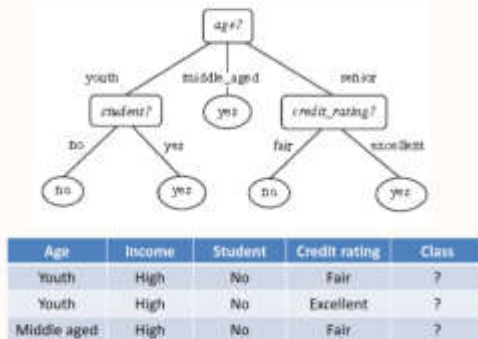 age?
youth middle_aged senior
student? yes credit_rating?
no yes fair excellent
no yes no yes
Age Income Student Credit rating Class
Youth High No Fair ?
Youth High No Excellent ?
Middle aged High No Fair ?